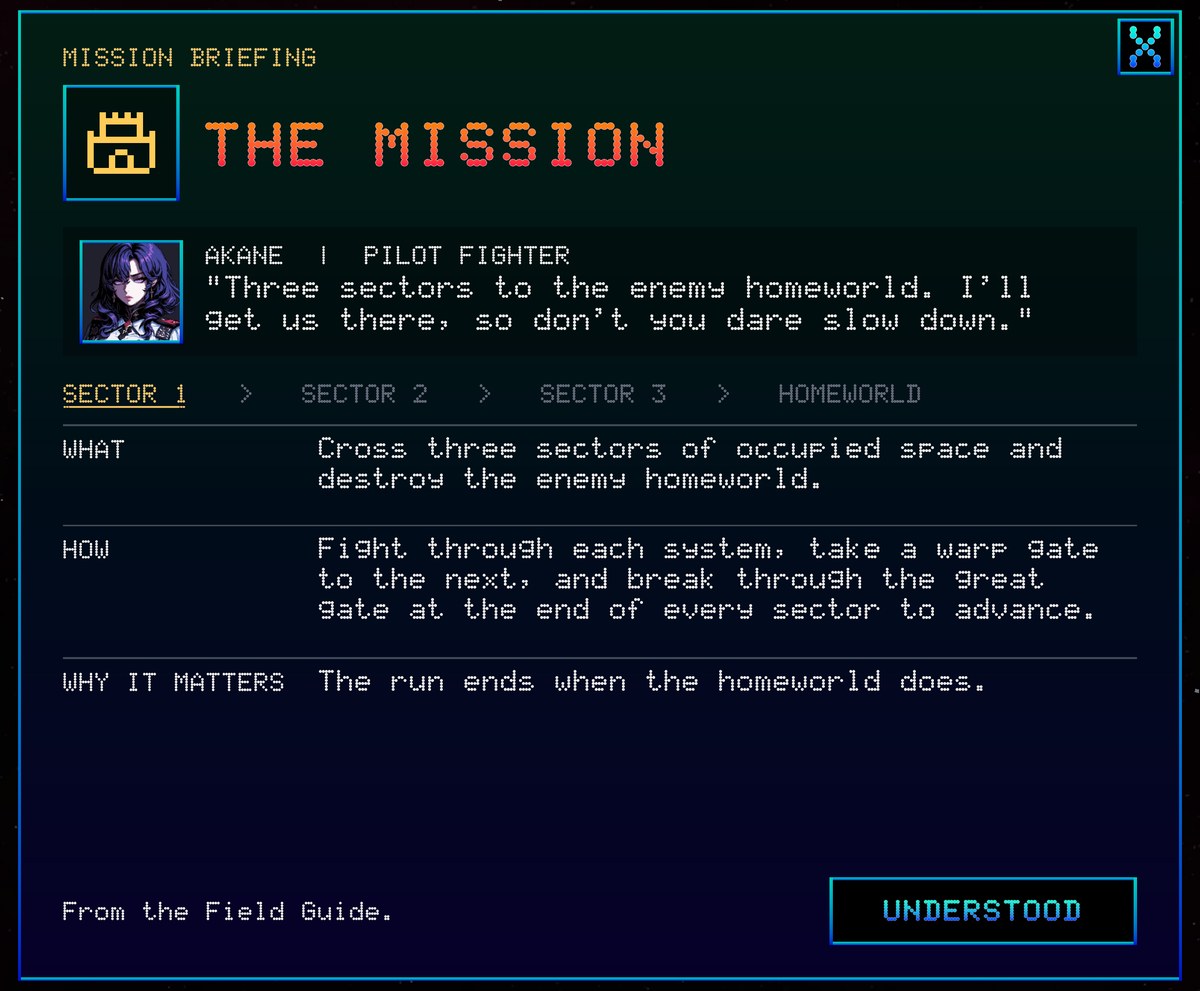 MISSION BRIEFING
X
THE MISSION
AKANE | PILOT FIGHTER
"Three sectors to the enemy homeworld. I'll
get us there, so don't you dare slow down."
SECTOR 1 > SECTOR 2 > SECTOR 3 > HOMEWORLD
WHAT Cross three sectors of occupied space and
destroy the enemy homeworld.
HOW Fight through each system, take a warp gate
to the next, and break through the great
gate at the end of every sector to advance.
WHY IT MATTERS The run ends when the homeworld does.
From the Field Guide. UNDERSTOOD